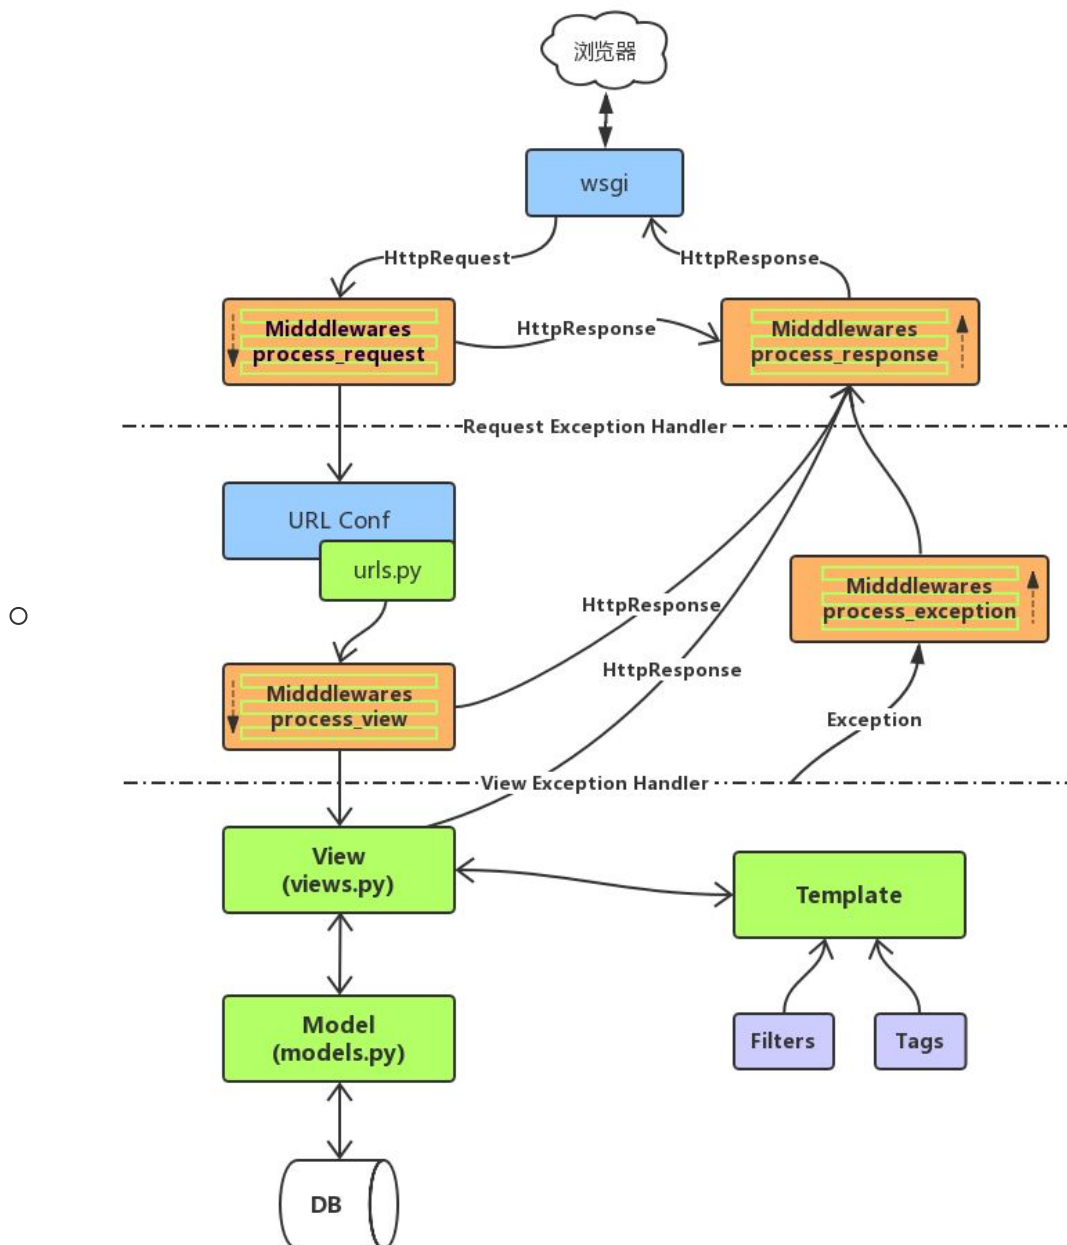 浏览器
wsgi
HttpRequest
HttpResponse
Midddlewares
process_request
HttpResponse
Midddlewares
process_response
Request Exception Handler
URL Conf
urls.py
Midddlewares
process_exception
HttpResponse
HttpResponse
Midddlewares
process_view
Exception
View Exception Handler
View
(views.py)
Template
Model
(models.py)
Filters
Tags
DB